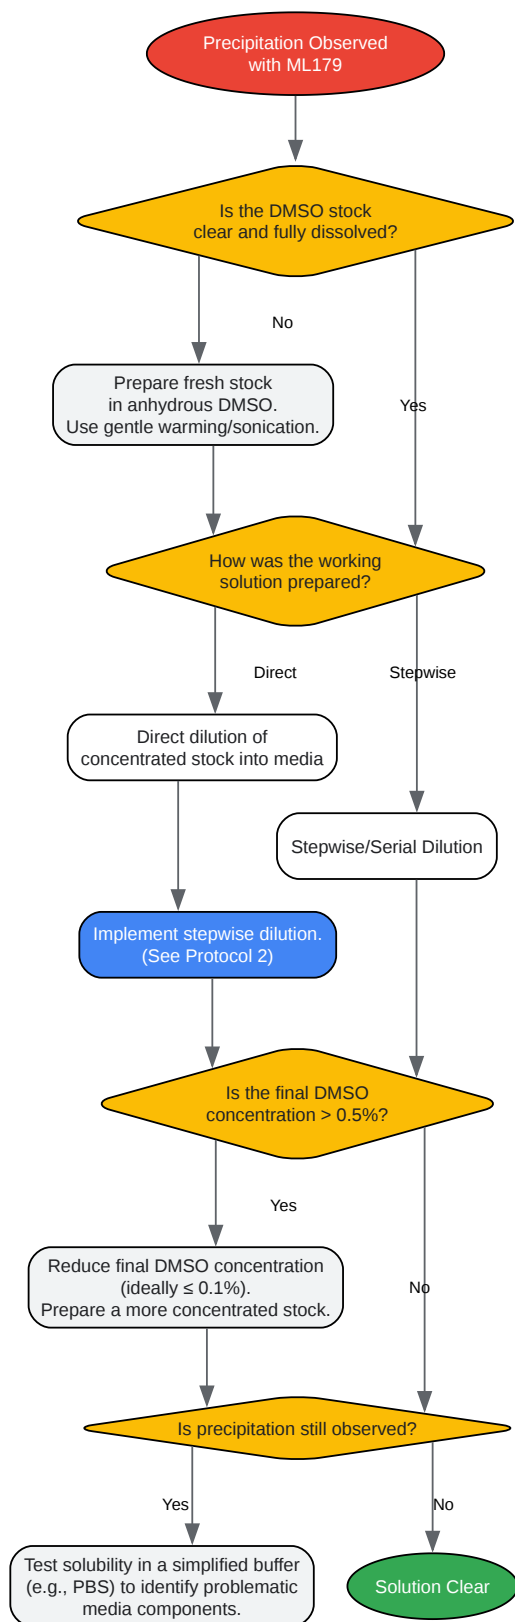 Precipitation Observed
with ML179
Is the DMSO stock
clear and fully dissolved?
No
Prepare fresh stock
in anhydrous DMSO.
Use gentle warming/sonication.
Yes
How was the working
solution prepared?
Direct
Stepwise
Direct dilution of
concentrated stock into media
Stepwise/Serial Dilution
Implement stepwise dilution.
(See Protocol 2)
Is the final DMSO
concentration > 0.5%?
Yes
Reduce final DMSO concentration
(ideally ≤ 0.1%).
Prepare a more concentrated stock.
No
Is precipitation still observed?
Yes
No
Test solubility in a simplified buffer
(e.g., PBS) to identify problematic
media components.
Solution Clear